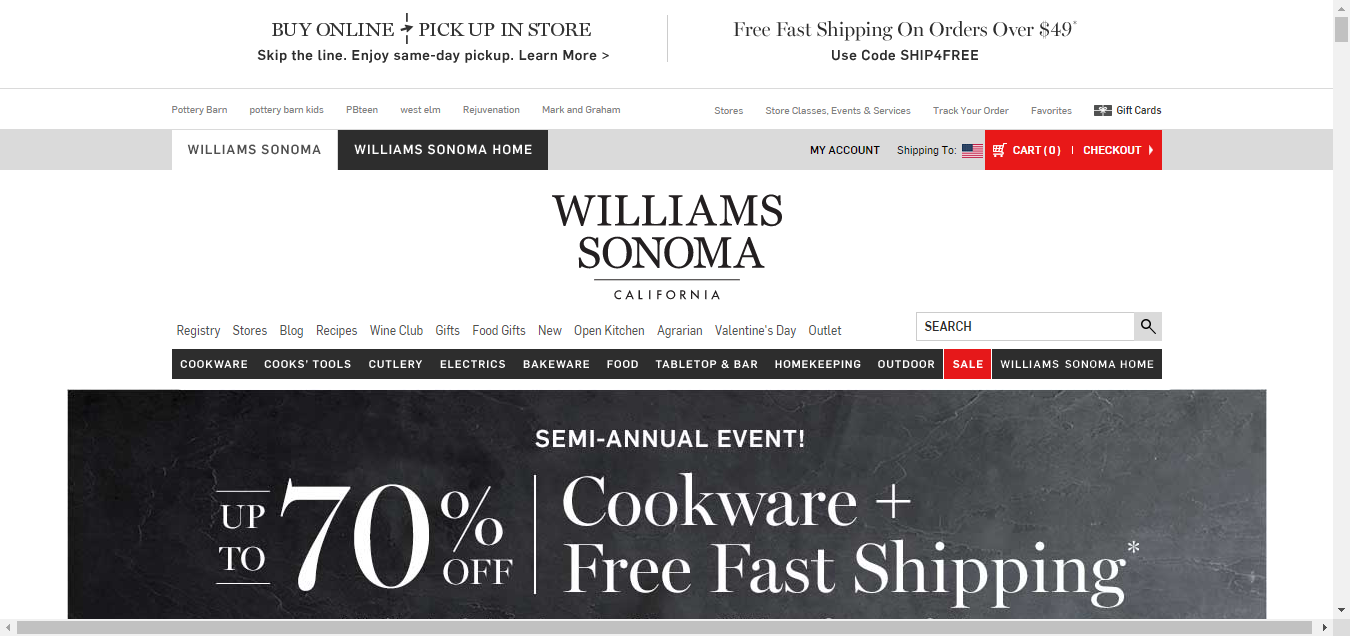 BUY ONLINE PICK UP IN STORE
Skip the line. Enjoy same-day pickup. Learn More >
Free Fast Shipping On Orders Over $49*
Use Code SHIP4FREE
Pottery Barn pottery barn kids PBteen west elm Rejuvenation Mark and Graham Stores Store Classes, Events & Services Track Your Order Favorites Gift Cards
WILLIAMS SONOMA WILLIAMS SONOMA HOME MY ACCOUNT Shipping To: CART ( 0 ) | CHECKOUT
WILLIAMS
SONOMA
CALIFORNIA
Registry Stores Blog Recipes Wine Club Gifts Food Gifts New Open Kitchen Agrarian Valentine's Day Outlet SEARCH
COOKWARE COOKS' TOOLS CUTLERY ELECTRICS BAKEWARE FOOD TABLETOP & BAR HOMEKEEPING OUTDOOR SALE WILLIAMS SONOMA HOME
SEMI-ANNUAL EVENT!
UP TO 70% OFF
Cookware +
Free Fast Shipping*